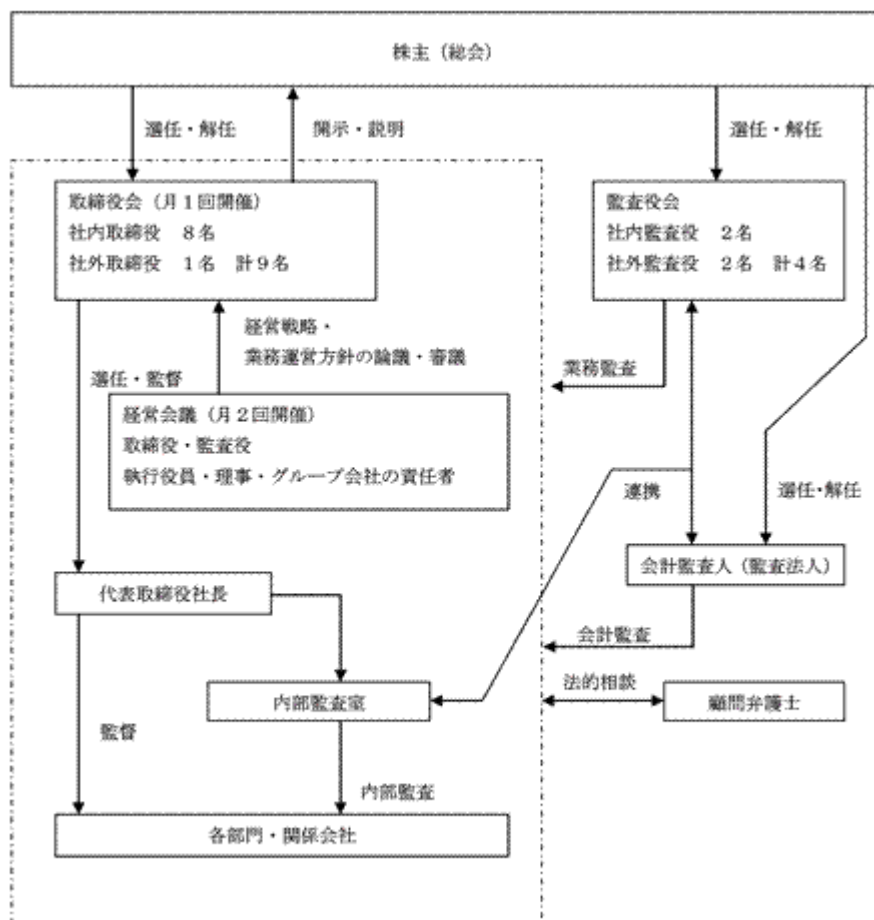 株主（総会）
選任・解任
開示・説明
選任・解任
取締役会（月１回開催）
社内取締役　８名
社外取締役　１名　計９名
監査役会
社内監査役　２名
社外監査役　２名　計４名
経営戦略・
業務運営方針の論議・審議
業務監査
選任・監督
経営会議（月２回開催）
取締役・監査役
執行役員・理事・グループ会社の責任者
連携
選任・解任
会計監査人（監査法人）
代表取締役社長
会計監査
法的相談
内部監査室
顧問弁護士
監督
内部監査
各部門・関係会社